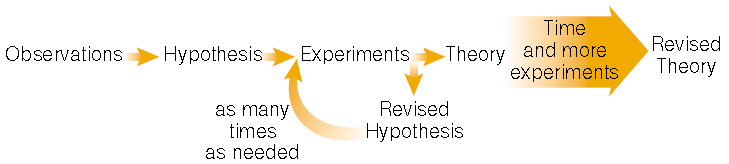 Observations
Hypothesis
Experiments
Theory
Time
and more
experiments
Revised
Theory
as many
times
as needed
Revised
Hypothesis